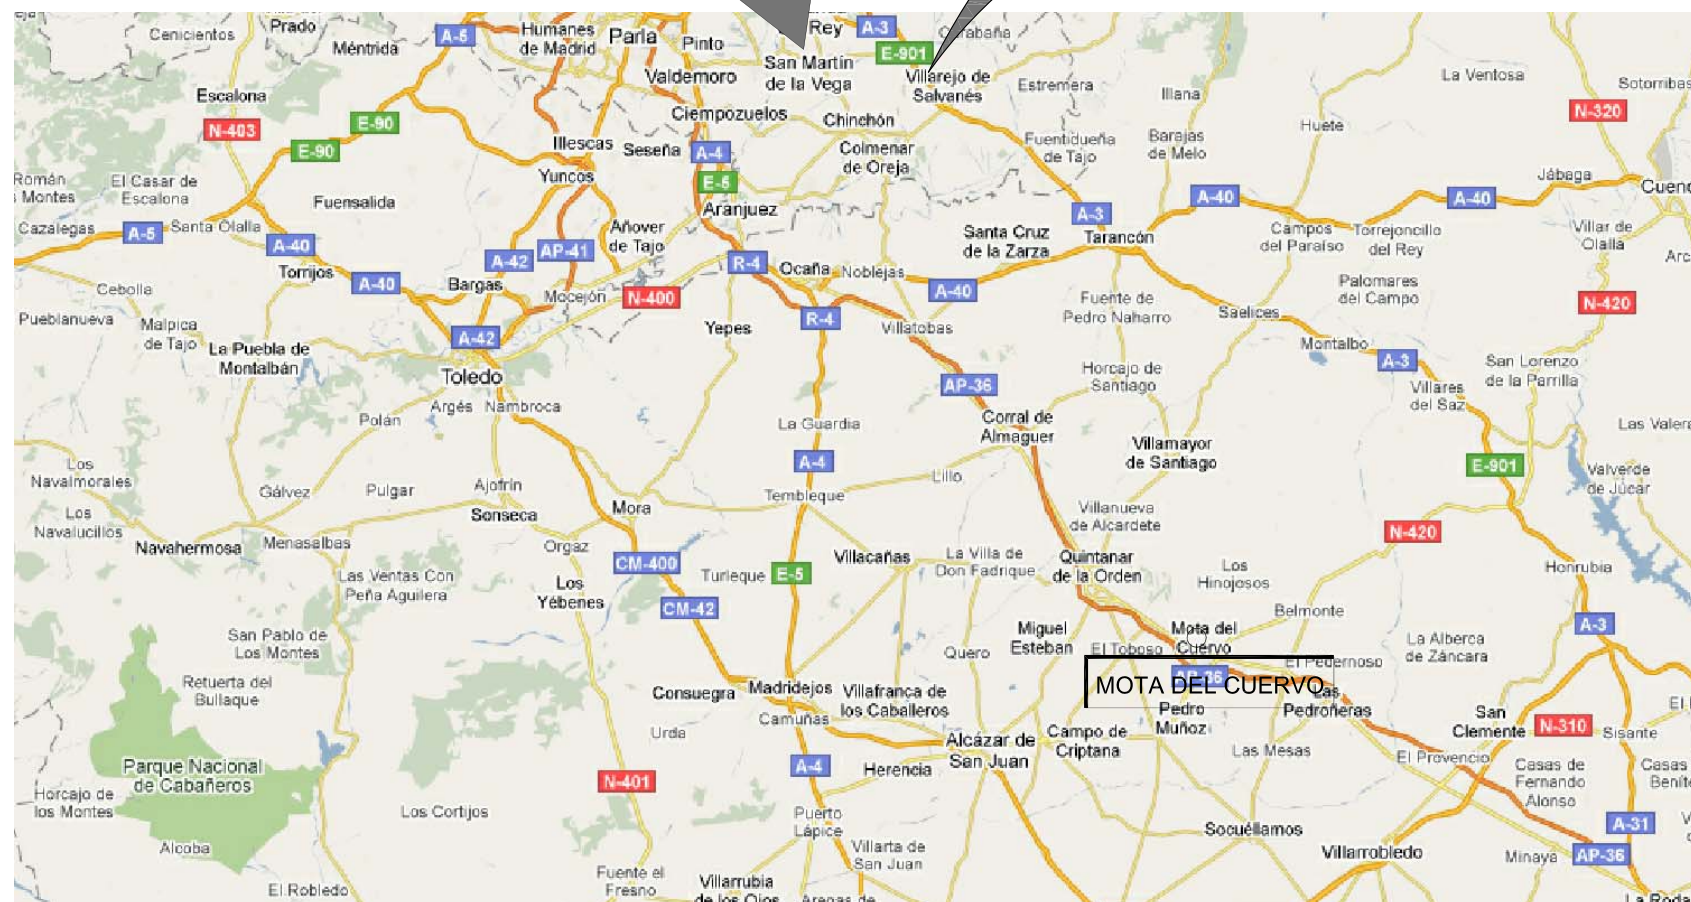 Cenicientos
Prado
Méntrida
A-5
Humanes
de Madrid
Parla
Pinto
Rey
A-3
E-901
San Martín
de la Vega
Valdemoro
Villarejo de
Salvanés
Estremera
Illana
La Ventosa
Sotorribas
Escalona
N-403
E-90
E-90
Ciempozuelos
Chinchón
Fuentidueña
de Tajo
Barajas
de Melo
Huete
N-320
Illescas
Seseña
A-4
Colmenar
de Oreja
Yuncos
E-5
Román
Montes
El Casar de
Escalona
Fuensalida
Aranjuez
Jábaga
A-40
A-40
A-3
Cazalegas
A-5
Santa Olalla
A-40
Torrijos
A-42
AP-41
Añover
de Tajo
Santa Cruz
de la Zarza
Tarancón
Campos
del Paraíso
Torrejoncillo
del Rey
Villar de
Olalla
R-4
Ocaña
Noblejas
A-40
A-40
Bargas
Mocejón
N-400
Cebolla
Palomares
del Campo
N-420
Pueblanueva
Malpica
de Tajo
La Puebla de
Montalbán
A-42
Toledo
Yepes
R-4
Villatobas
Fuente de
Pedro Naharro
Saelices
Montalbo
A-3
San Lorenzo
de la Parrilla
Villares
del Saz
AP-36
Horcajo de
Santiago
Argés
Nambroca
Polán
La Guardia
Corral de
Almaguer
Villamayor
de Santiago
Los
Navalmorales
A-4
E-901
Valverde
de Júcar
Gálvez
Pulgar
Ajofrín
Sonseca
Mora
Tembleque
Lillo
Los
Navalucillos
Villanueva
de Alcardete
N-420
Navahermosa
Menasalbas
Orgaz
CM-400
Villacañas
La Villa de
Don Fadrique
Quintanar
de la Orden
Los
Hinojosos
Honrubia
Las Ventas Con
Peña Aguilera
Los
Yébenes
Turleque
E-5
CM-42
Belmonte
A-3
San Pablo de
Los Montes
Miguel
Esteban
El Toboso
Mota del
Cuervo
La Alberca
de Záncara
Quero
El Pedernoso
AP-36
MOTA DEL CUERVO
Retuerta del
Bullaque
Consuegra
Madridejos
Camuñas
Villafranca de
los Caballeros
Pedro
Muñoz
Las
Pedroñeras
San
Clemente
N-310
Sisante
Urda
Alcázar de
San Juan
Campo de
Criptana
Las Mesas
El Provencio
Parque Nacional
de Cabañeros
A-4
Herencia
Casas de
Fernando
Alonso
Horcajo de
los Montes
N-401
Los Cortijos
Puerto
Lápice
Socuéllamos
A-31
Alcoba
Villarta de
San Juan
Villarrobledo
Minaya
AP-36
El Robledo
Fuente el
Fresno
Villarrubia
de los Ojos